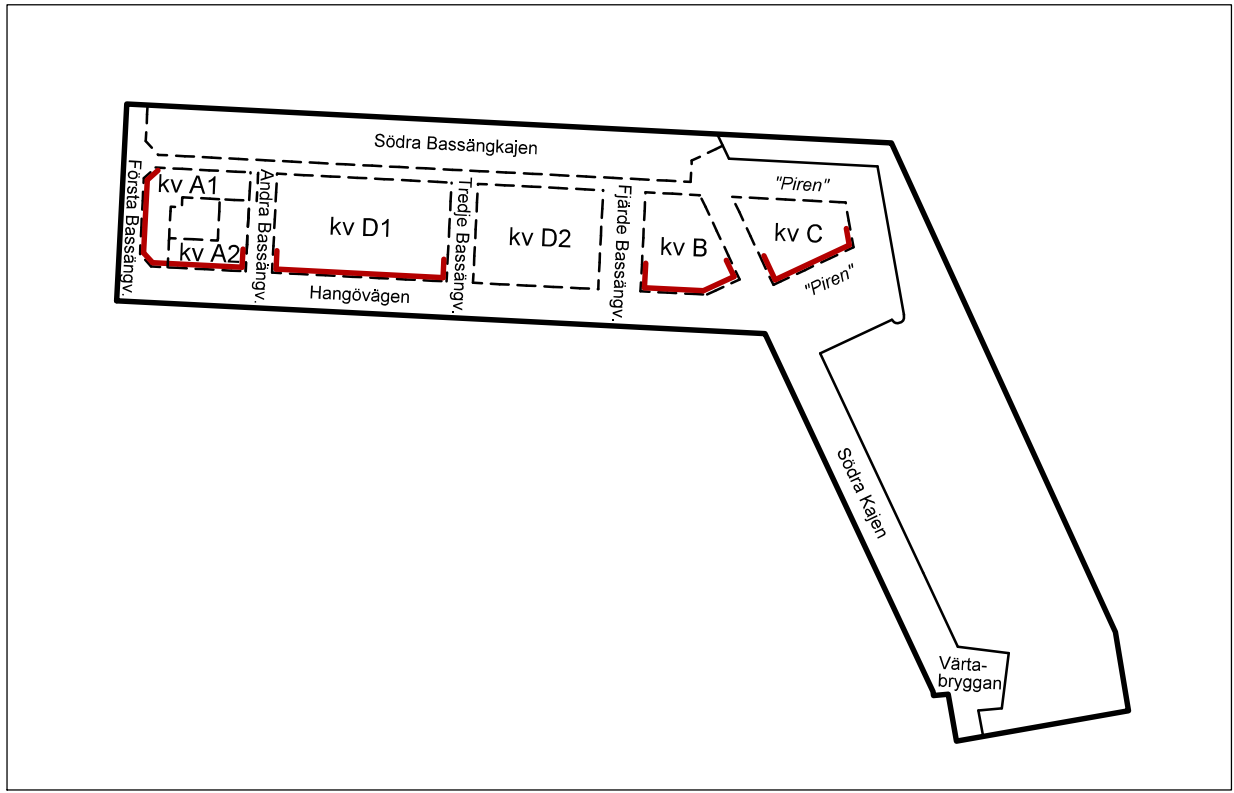 Södra Bassängkajen
"Piren"
Första Bassängv.
kv A1
Andra Bassängv.
kv D1
Tredje Bassängv.
kv D2
Fjärde Bassängv.
kv B
kv C
kv A2
"Piren"
Hangövägen
Södra Kajen
Värta-
bryggan